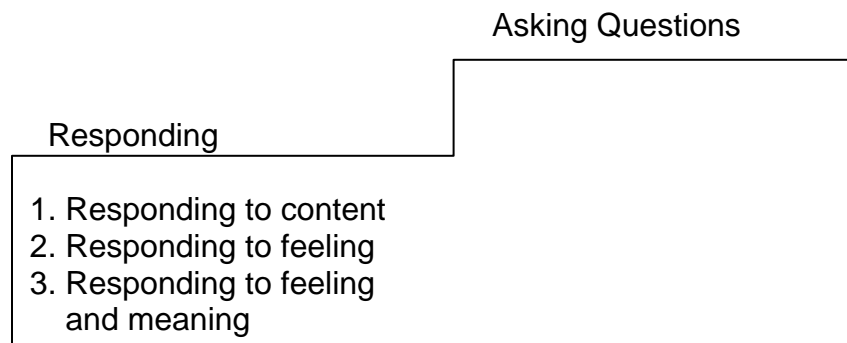 Asking Questions
Responding
1. Responding to content
2. Responding to feeling
3. Responding to feeling
and meaning